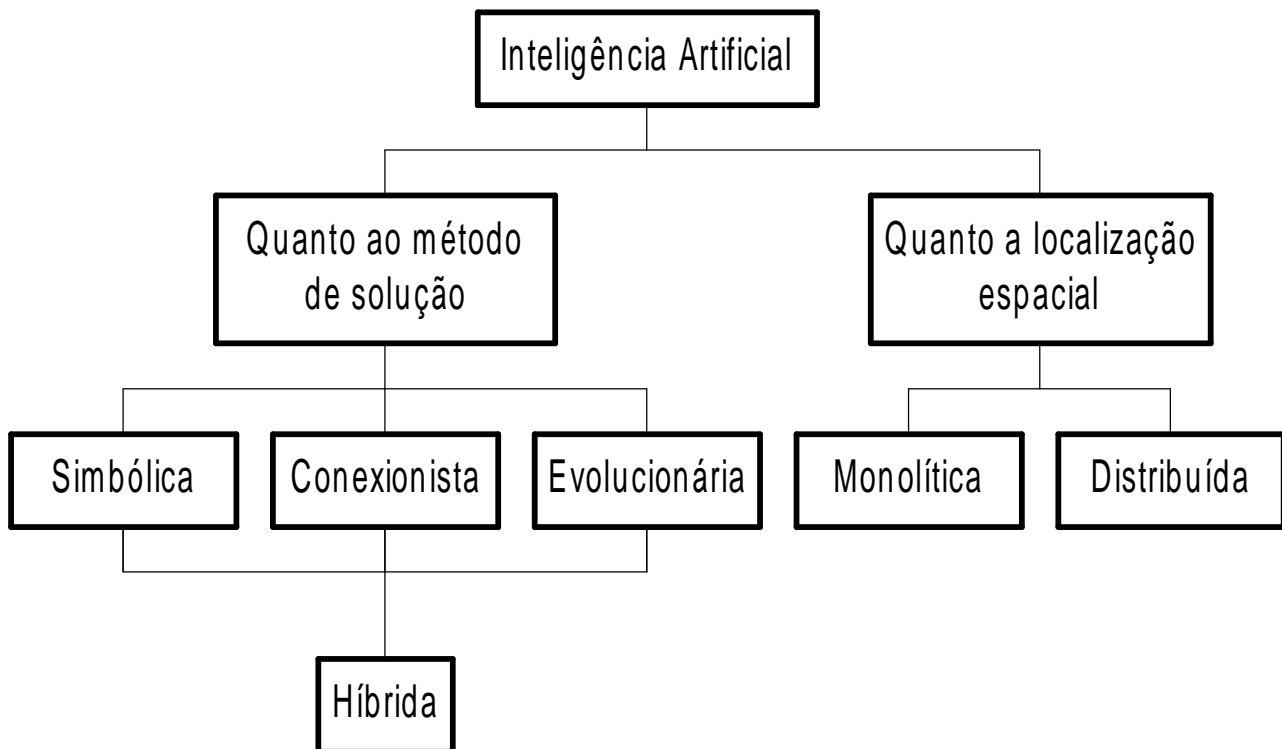 Inteligência Artificial
Quanto ao método
de solução
Quanto a localização
espacial
Simbólica
Conexionista
Evolucionária
Monolítica
Distribuída
Híbrida